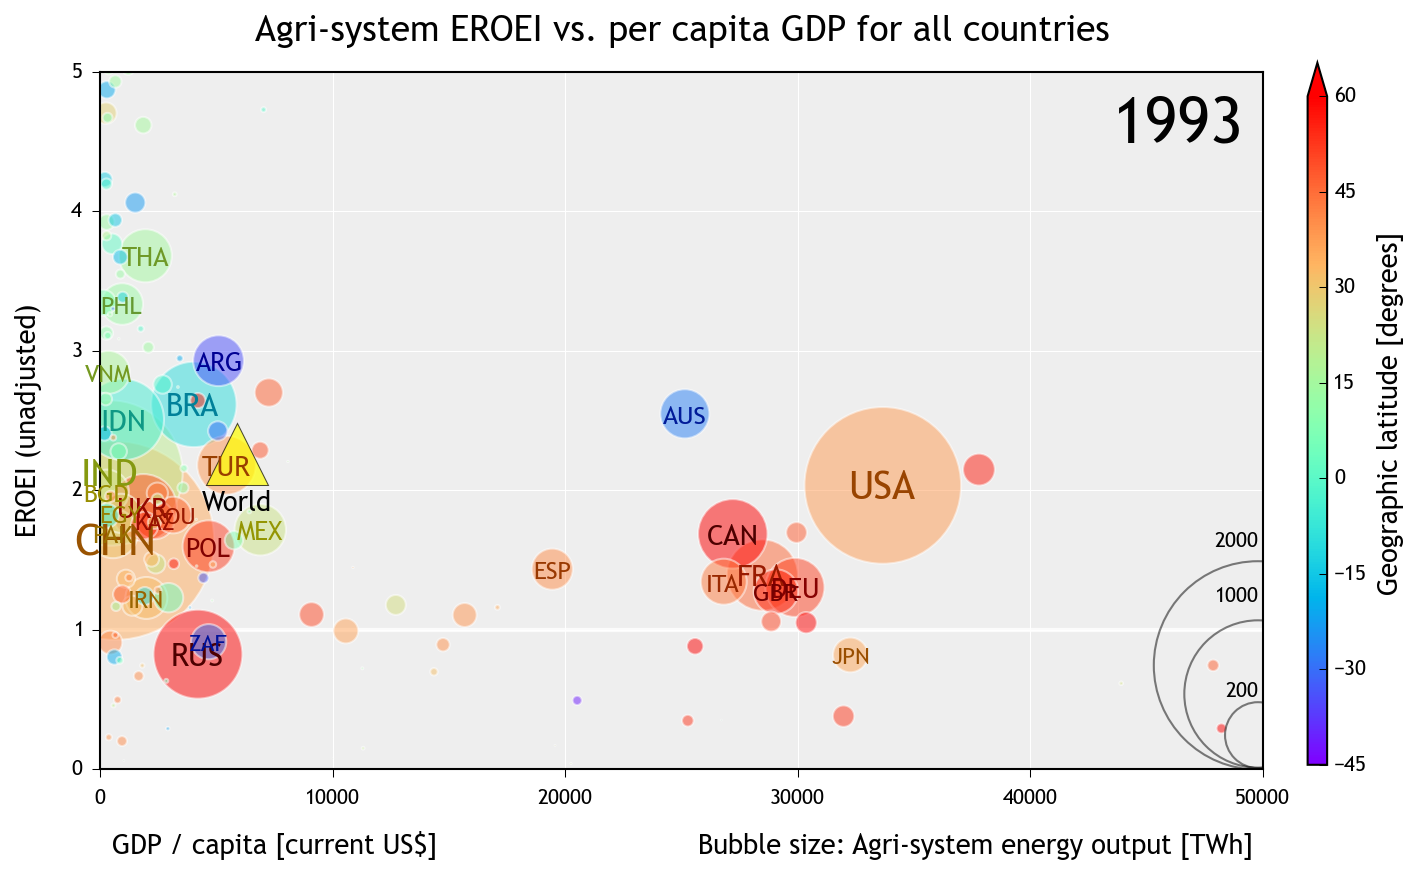 Agri-system EROEI vs. per capita GDP for all countries
1993
EROEI (unadjusted)
5
4
3
2
1
0
0
10000
20000
30000
40000
50000
GDP / capita [current US$]
Bubble size: Agri-system energy output [TWh]
THA
PHL
VNM
ARG
BRA
IDN
AUS
IND
TUR
World
USA
BGD
UKR
KAZ
ROU
CHN
PAK
MEX
POL
CAN
ESP
FRA
ITA
GBR
DEU
IRN
ZAF
RUS
JPN
2000
1000
200
60
45
30
15
0
−15
−30
−45
Geographic latitude [degrees]